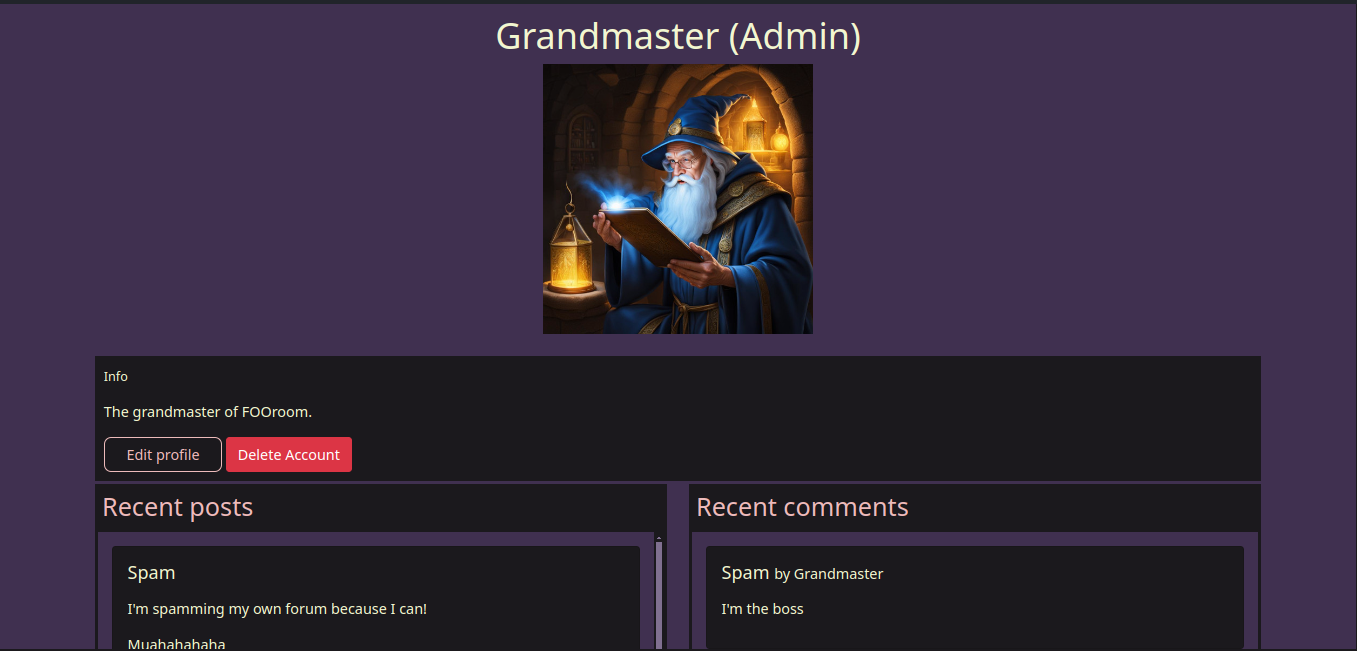 Grandmaster (Admin)
Info
The grandmaster of FOOroom.
Edit profile
Delete Account
Recent posts
Spam
I'm spamming my own forum because I can!
Muahahahaha
Recent comments
Spam by Grandmaster
I'm the boss